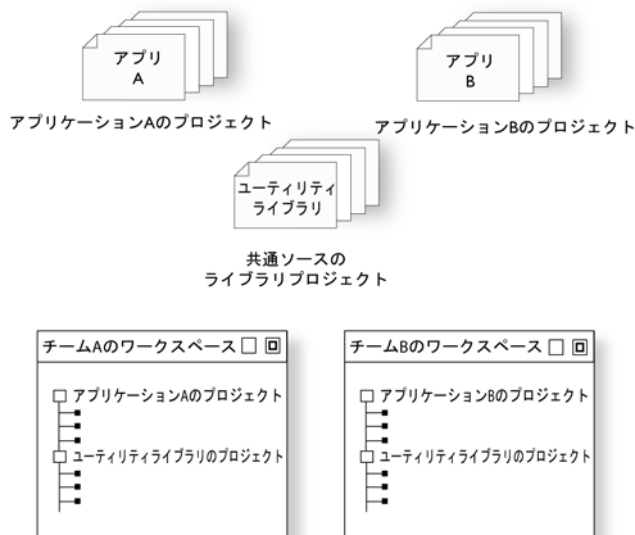 アプリ
A
アプリケーションAのプロジェクト
アプリ
B
アプリケーションBのプロジェクト
ユーティリティ
ライブラリ
共通ソースの
ライブラリプロジェクト
チームAのワークスペース
アプリケーションAのプロジェクト
ユーティリティライブラリのプロジェクト
チームBのワークスペース
アプリケーションBのプロジェクト
ユーティリティライブラリのプロジェクト